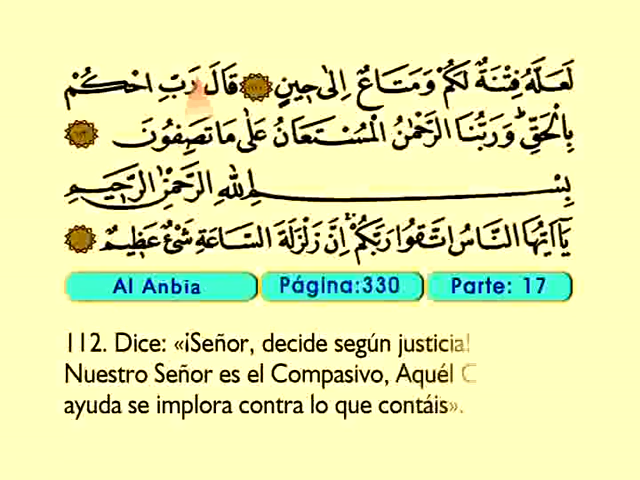 لَعَلَّهُ فِتْنَةٌ لَكُمْ وَمَتَاعٌ اِلٰى حٖينٍ قَالَ رَبِّ احْكُمْ
بِالْحَقِّ وَرَبُّنَا الرَّحْمٰنُ الْمُسْتَعَانُ عَلٰى مَا تَصِفُونَ
بِسْمِ اللّٰهِ الرَّحْمٰنِ الرَّحٖيمِ
يَٓا اَيُّهَا النَّاسُ اتَّقُوا رَبَّكُمْ اِنَّ زَلْزَلَةَ السَّاعَةِ شَیْءٌ عَظٖيمٌ
Al Anbïa Página:330 Parte: 17
112. Dice: «¡Señor, decide según justicia!
Nuestro Señor es el Compasivo, Aquél C
ayuda se implora contra lo que contáis».